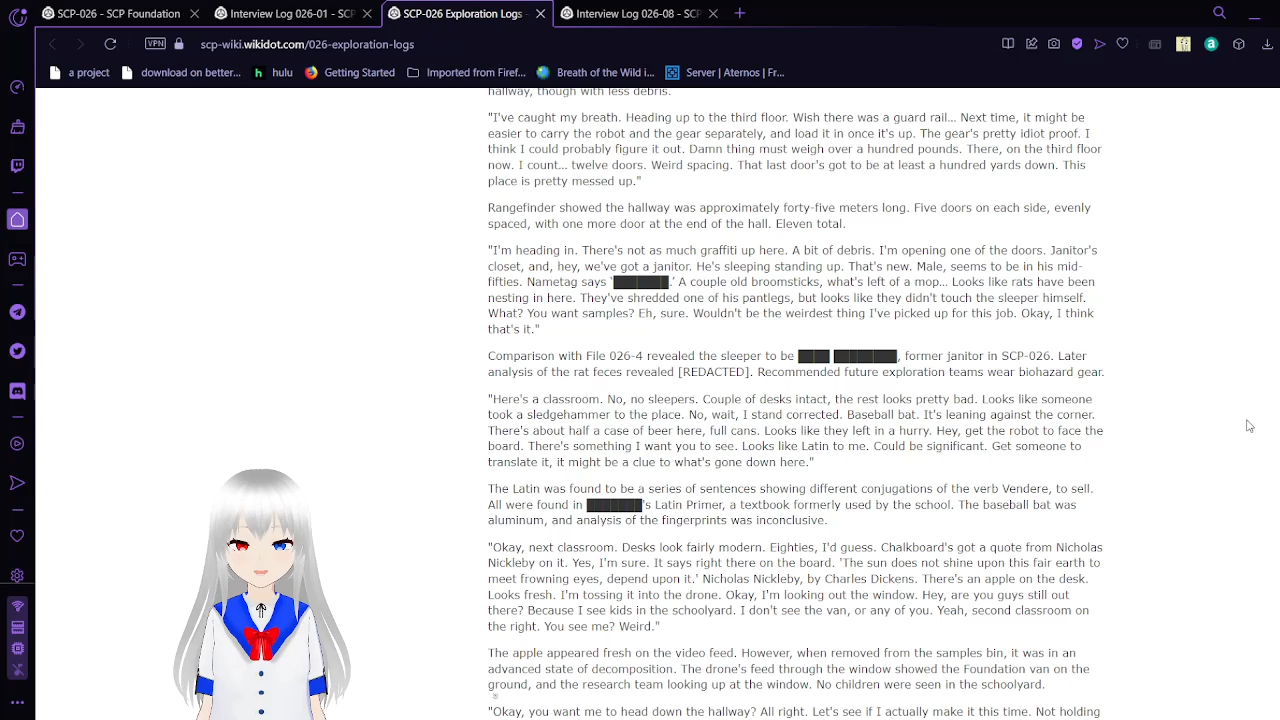 SCP-026 - SCP Foundation
Interview Log 026-01 - SCP
SCP-026 Exploration Logs -
Interview Log 026-08 - SCP
VPN
scp-wiki.wikidot.com/026-exploration-logs
a project
download on better...
hulu
Getting Started
Imported from Firef...
Breath of the Wild i...
Server | Aternos | Fr...
hallway, though with less debris.
"I've caught my breath. Heading up to the third floor. Wish there was a guard rail... Next time, it might be
easier to carry the robot and the gear separately, and load it in once it's up. The gear's pretty idiot proof. I
think I could probably figure it out. Damn thing must weigh over a hundred pounds. There, on the third floor
now. I count... twelve doors. Weird spacing. That last door's got to be at least a hundred yards down. This
place is pretty messed up."
Rangefinder showed the hallway was approximately forty-five meters long. Five doors on each side, evenly
spaced, with one more door at the end of the hall. Eleven total.
"I'm heading in. There's not as much graffiti up here. A bit of debris. I'm opening one of the doors. Janitor's
closet, and, hey, we've got a janitor. He's sleeping standing up. That's new. Male, seems to be in his mid-
fifties. Nametag says '██████.' A couple old broomsticks, what's left of a mop... Looks like rats have been
nesting in here. They've shredded one of his pantlegs, but looks like they didn't touch the sleeper himself.
What? You want samples? Eh, sure. Wouldn't be the weirdest thing I've picked up for this job. Okay, I think
that's it."
Comparison with File 026-4 revealed the sleeper to be ███ ███████, former janitor in SCP-026. Later
analysis of the rat feces revealed [REDACTED]. Recommended future exploration teams wear biohazard gear.
"Here's a classroom. No, no sleepers. Couple of desks intact, the rest looks pretty bad. Looks like someone
took a sledgehammer to the place. No, wait, I stand corrected. Baseball bat. It's leaning against the corner.
There's about half a case of beer here, full cans. Looks like they left in a hurry. Hey, get the robot to face the
board. There's something I want you to see. Looks like Latin to me. Could be significant. Get someone to
translate it, it might be a clue to what's gone down here."
The Latin was found to be a series of sentences showing different conjugations of the verb Vendere, to sell.
All were found in ██████'s Latin Primer, a textbook formerly used by the school. The baseball bat was
aluminum, and analysis of the fingerprints was inconclusive.
"Okay, next classroom. Desks look fairly modern. Eighties, I'd guess. Chalkboard's got a quote from Nicholas
Nickleby on it. Yes, I'm sure. It says right there on the board. 'The sun does not shine upon this fair earth to
meet frowning eyes, depend upon it.' Nicholas Nickleby, by Charles Dickens. There's an apple on the desk.
Looks fresh. I'm tossing it into the drone. Okay, I'm looking out the window. Hey, are you guys still out
there? Because I see kids in the schoolyard. I don't see the van, or any of you. Yeah, second classroom on
the right. You see me? Weird."
The apple appeared fresh on the video feed. However, when removed from the samples bin, it was in an
advanced state of decomposition. The drone's feed through the window showed the Foundation van on the
ground, and the research team looking up at the window. No children were seen in the schoolyard.
"Okay, you want me to head down the hallway? All right. Let's see if I actually make it this time. Not holding